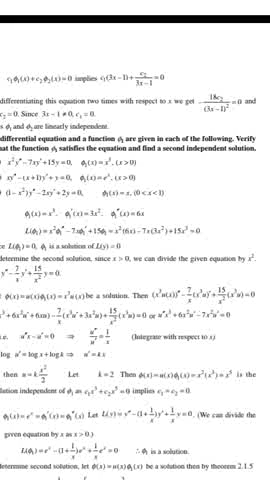 c₁ϕ₁(x)+c₂ϕ₂(x)=0 implies c₁(3x−1)+c₂/(3x−1)=0
differentiating this equation two times with respect to x we get −18c₂/(3x−1)³=0 and
c₂=0. Since 3x−1≠0, c₁=0.
ϕ₁ and ϕ₂ are linearly independent.
differential equation and a function ϕ₁ are given in each of the following. Verify
at the function ϕ₁ satisfies the equation and find a second independent solution.
x²y″−7xy′+15y=0, ϕ₁(x)=x³, (x>0)
xy″−(x+1)y′+y=0, ϕ₁(x)=eˣ, (x>0)
(1−x²)y″−2xy′+2y=0, ϕ₁(x)=x, (0<x<1)
ϕ₁(x)=x³. ϕ₁′(x)=3x². ϕ₁″(x)=6x
L(ϕ₁)=x²ϕ₁″−7xϕ₁′+15ϕ₁=x²(6x)−7x(3x²)+15x³=0
L(ϕ₁)=0, ϕ₁ is a solution of L(y)=0
determine the second solution, since x>0, we can divide the given equation by x².
y″−7/x y′+15/x² y=0.
ϕ(x)=u(x)ϕ₁(x)=x³u(x) be a solution. Then (x³u(x))″−7/x(x³u)′+15/x²(x³u)=0
x³+6x²u′+6xu−7/x(x³u′+3x²u)+15/x²(x³u)=0 or u″x³+6x²u′−7x²u′=0
u″x−u′=0 ⇒ u″/u′=1/x (Integrate with respect to x)
log u′=log x+log k ⇒ u′=kx
then u=k x²/2 Let k=2 Then ϕ(x)=u(x)ϕ₁(x)=x²(x³)=x⁵ is the
lution independent of ϕ₁ as c₁x³+c₂x⁵=0 implies c₁=c₂=0.
ϕ₁(x)=eˣ=ϕ₁′(x)=ϕ₁″(x) Let L(y)=y″−(1+1/x)y′+1/x y=0. (We can divide the
green equation by x as x>0.)
L(ϕ₁)=eˣ−(1+1/x)eˣ+1/x eˣ=0 ∴ϕ₁ is a solution.
determine second solution, let ϕ(x)=u(x)ϕ₁(x) be a solution then by theorem 2.1.5